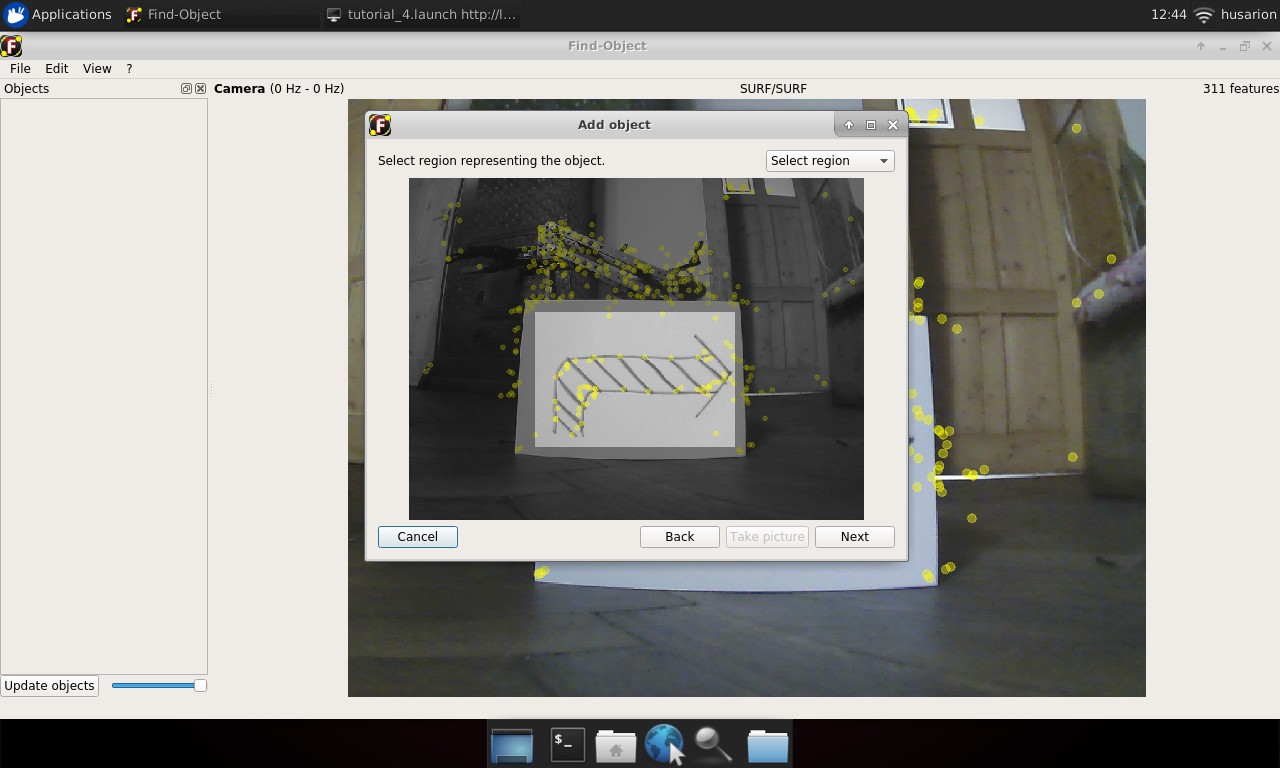 Applications Find-Object tutorial_4.launch http://l... 12:44 husarion
Find-Object
File Edit View ?
Objects Camera (0 Hz - 0 Hz) SURF/SURF 311 features
Add object
Select region representing the object. Select region
Cancel Back Take picture Next
Update objects
$_